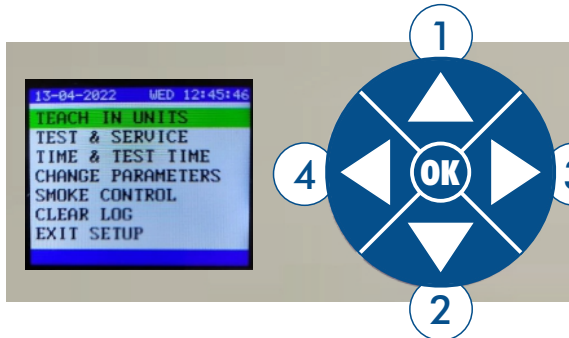 1
13-04-2022 WED 12:45:46
TEACH IN UNITS
TEST & SERVICE
TIME & TEST TIME
CHANGE PARAMETERS
SMOKE CONTROL
CLEAR LOG
EXIT SETUP
4
OK
3
2